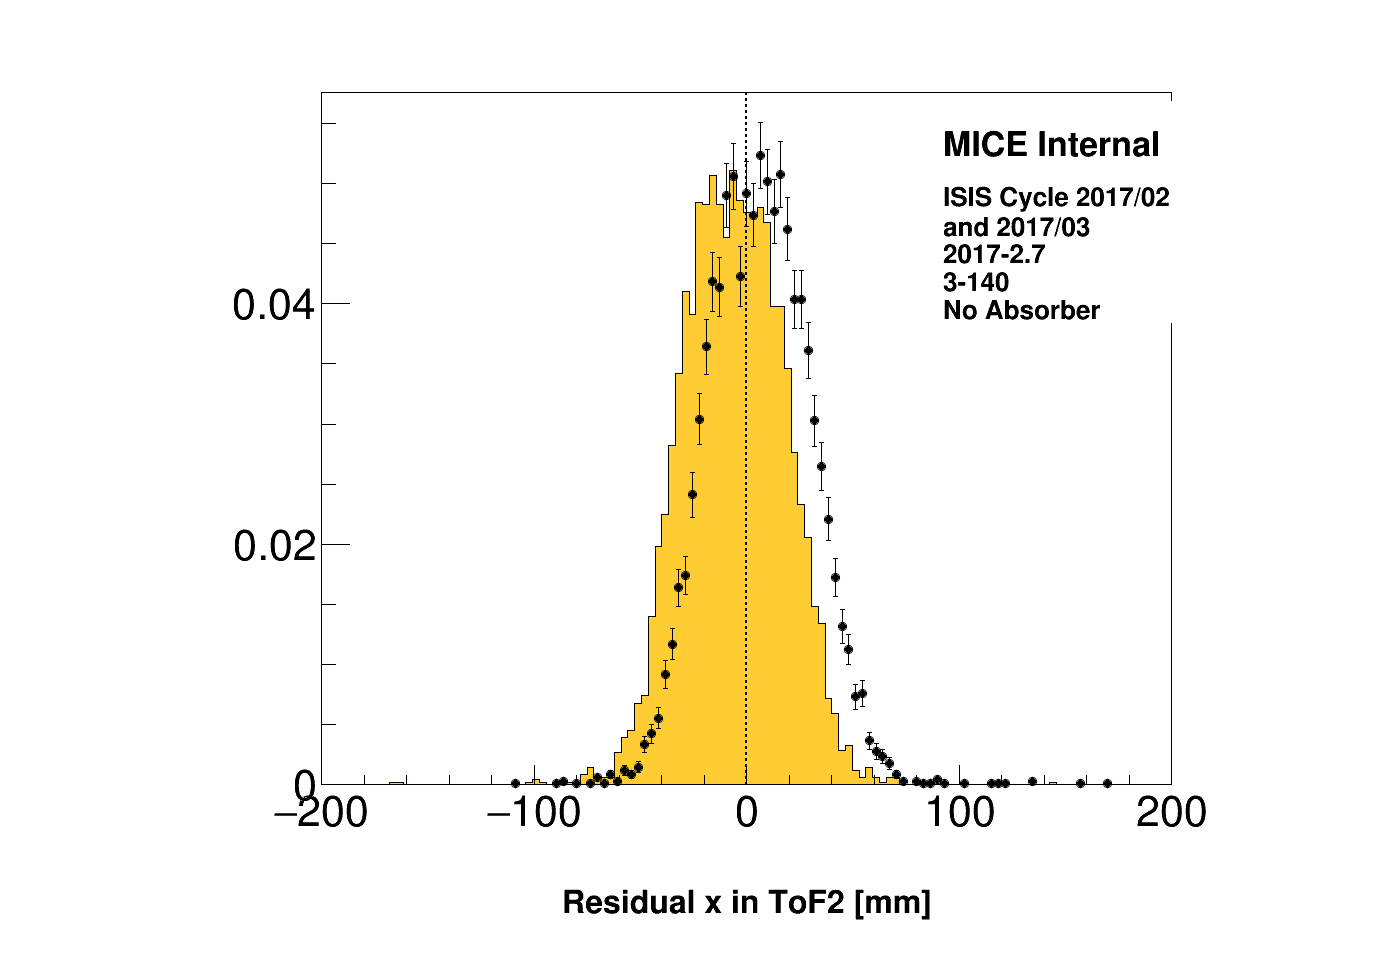 MICE Internal
ISIS Cycle 2017/02
and 2017/03
2017-2.7
3-140
No Absorber
0.04
0.02
0
−200 −100 0 100 200
Residual x in ToF2 [mm]